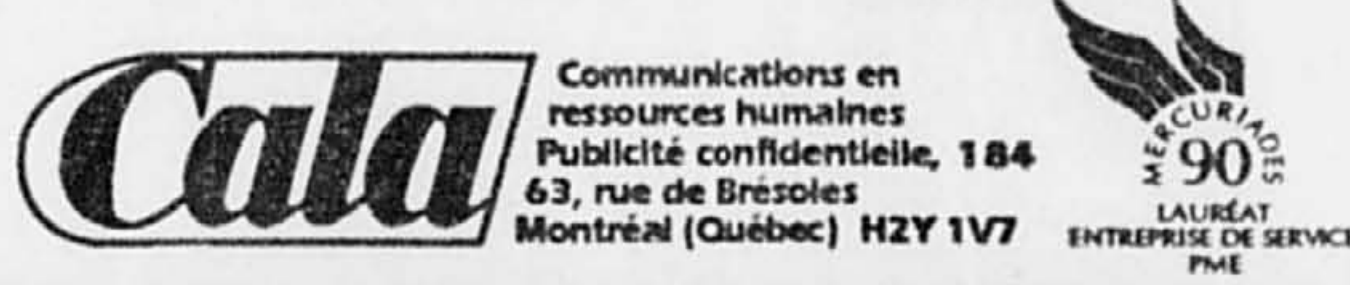 Cala
Communications en
ressources humaines
Publicité confidentielle, 184
63, rue de Brésoles
Montréal (Québec) H2Y 1V7
MERCURIADES
90
LAURÉAT
ENTREPRISE DE SERVICE
PME